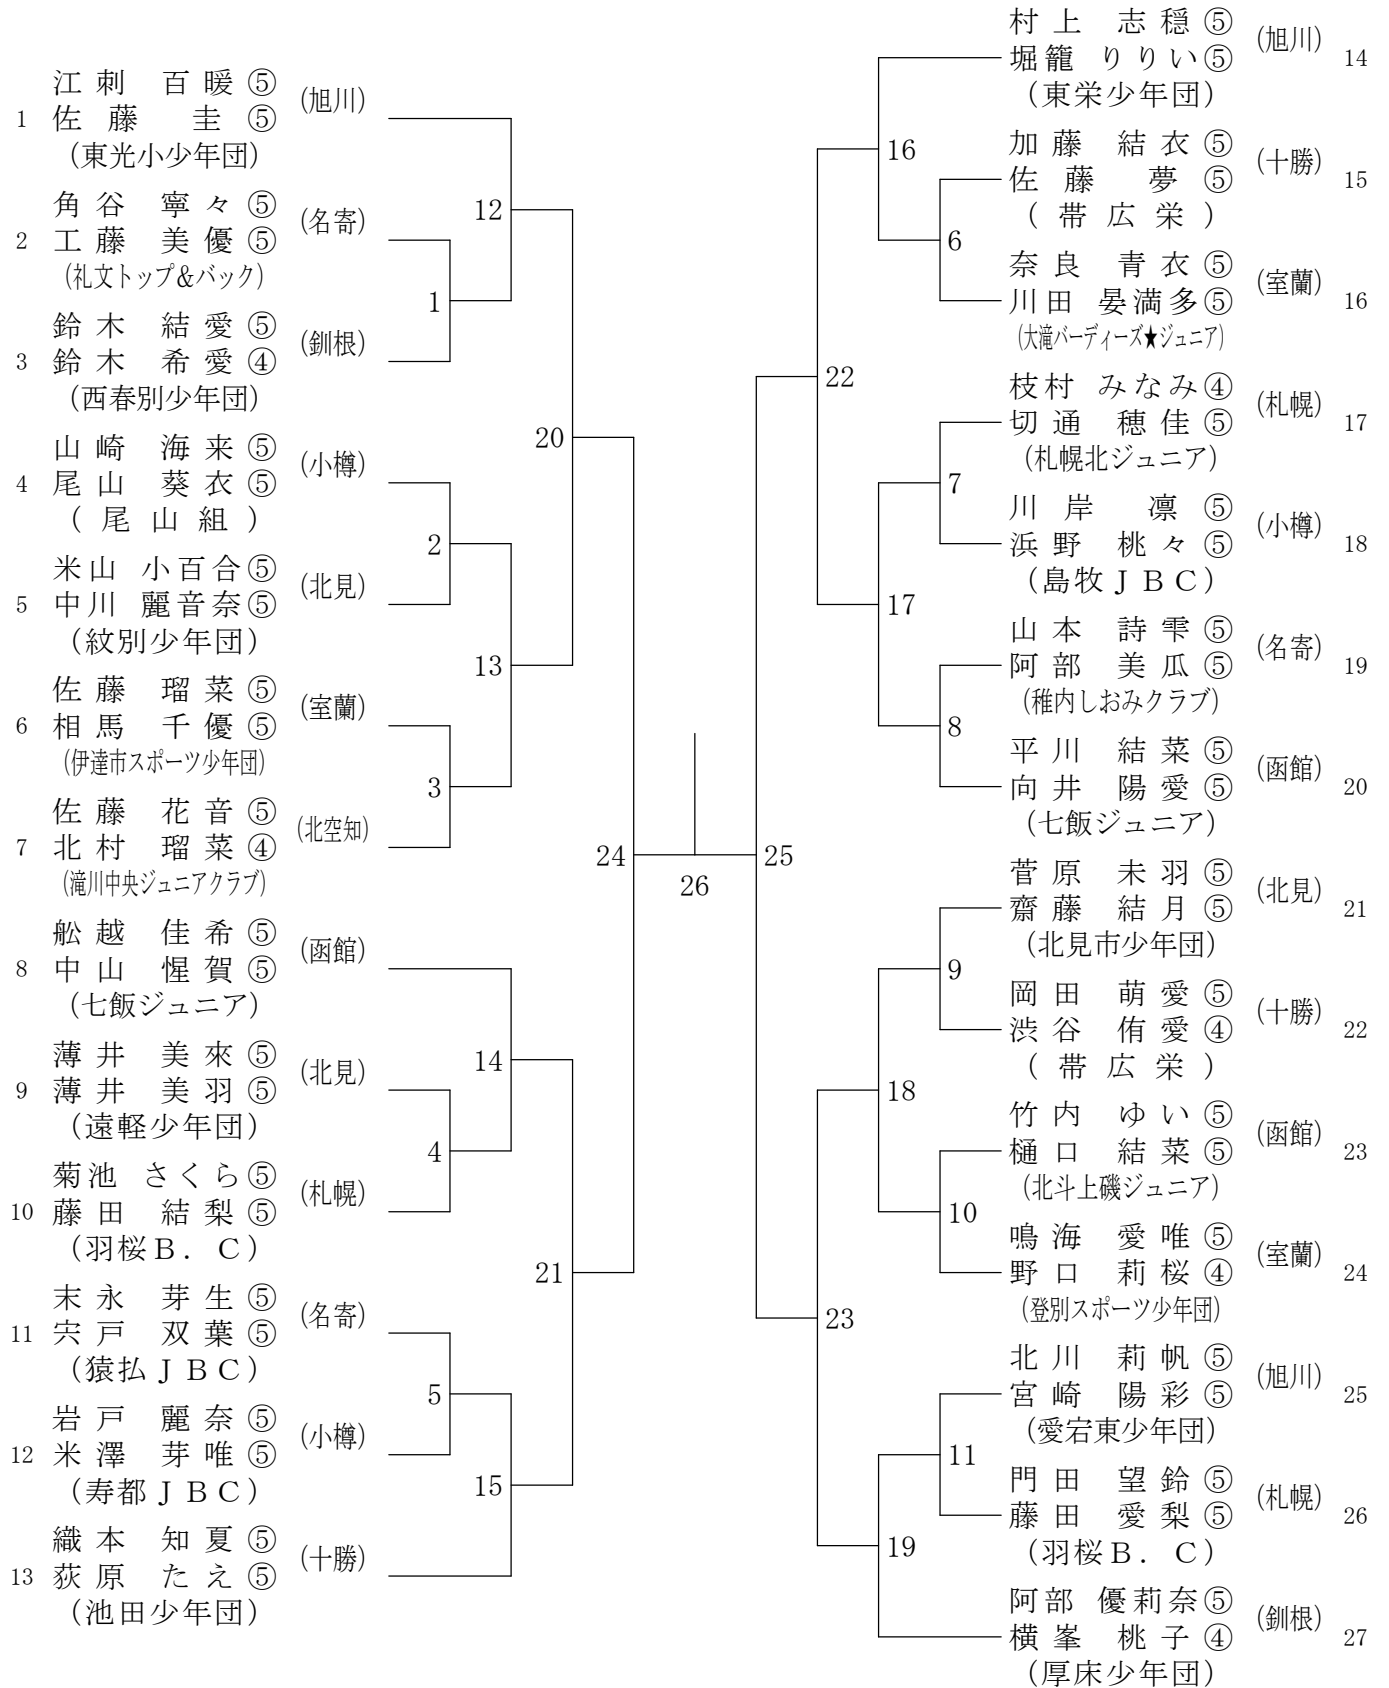 江刺 百暖⑤
(旭川)
1 佐藤 圭⑤
(東光小少年団)
角谷 寧々⑤
(名寄)
2 工藤 美優⑤
(礼文トップ&バック)
鈴木 結愛⑤
(釧根)
3 鈴木 希愛④
(西春別少年団)
山崎 海来⑤
(小樽)
4 尾山 葵衣⑤
(尾山組)
米山 小百合⑤
(北見)
5 中川 麗音奈⑤
(紋別少年団)
佐藤 瑠菜⑤
(室蘭)
6 相馬 千優⑤
(伊達市スポーツ少年団)
佐藤 花音⑤
(北空知)
7 北村 瑠菜④
(滝川中央ジュニアクラブ)
舩越 佳希⑤
(函館)
8 中山 惺賀⑤
(七飯ジュニア)
薄井 美來⑤
(北見)
9 薄井 美羽⑤
(遠軽少年団)
菊池 さくら⑤
(札幌)
10 藤田 結梨⑤
(羽桜B.C)
末永 芽生⑤
(名寄)
11 宍戸 双葉⑤
(猿払JBC)
岩戸 麗奈⑤
(小樽)
12 米澤 芽唯⑤
(寿都JBC)
織本 知夏⑤
(十勝)
13 荻原 たえ⑤
(池田少年団)
12
1
20
2
13
3
24
14
4
21
5
15
26
25
22
16
6
7
17
8
9
18
10
23
11
19
村上 志穏⑤
(旭川)
堀籠 りりい⑤ 14
(東栄少年団)
加藤 結衣⑤
(十勝)
佐藤 夢⑤ 15
(帯広栄)
奈良 青衣⑤
(室蘭)
川田 晏満多⑤ 16
(大滝バーディーズ★ジュニア)
枝村 みなみ④
(札幌)
切通 穂佳⑤ 17
(札幌北ジュニア)
川岸 凛⑤
(小樽)
浜野 桃々⑤ 18
(島牧JBC)
山本 詩雫⑤
(名寄)
阿部 美瓜⑤ 19
(稚内しおみクラブ)
平川 結菜⑤
(函館)
向井 陽愛⑤ 20
(七飯ジュニア)
菅原 未羽⑤
(北見)
齋藤 結月⑤ 21
(北見市少年団)
岡田 萌愛⑤
(十勝)
渋谷 侑愛④ 22
(帯広栄)
竹内 ゆい⑤
(函館)
樋口 結菜⑤ 23
(北斗上磯ジュニア)
鳴海 愛唯⑤
(室蘭)
野口 莉桜④ 24
(登別スポーツ少年団)
北川 莉帆⑤
(旭川)
宮崎 陽彩⑤ 25
(愛宕東少年団)
門田 望鈴⑤
(札幌)
藤田 愛梨⑤ 26
(羽桜B.C)
阿部 優莉奈⑤
(釧根)
横峯 桃子④ 27
(厚床少年団)